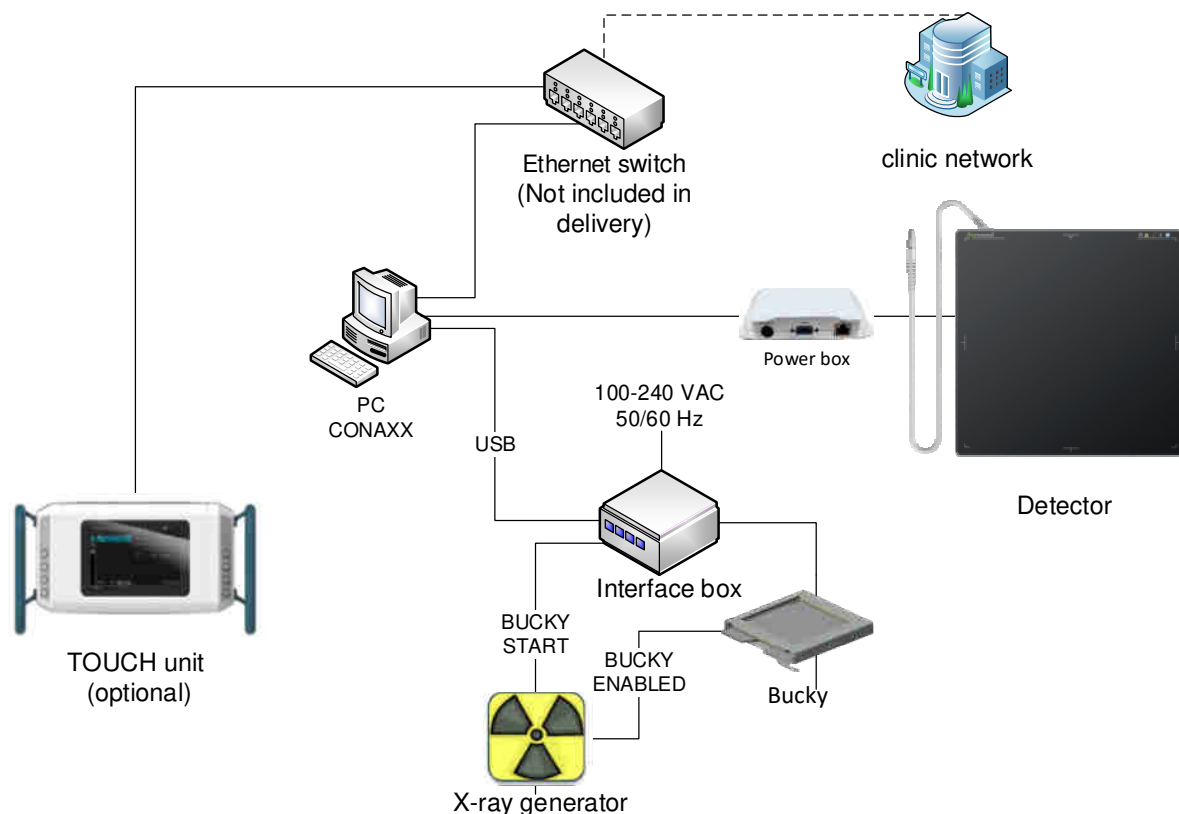 Ethernet switch
(Not included in
delivery)
clinic network
PC
CONAXX
Power box
100-240 VAC
50/60 Hz
USB
Detector
Interface box
TOUCH unit
(optional)
BUCKY
START
BUCKY
ENABLED
Bucky
X-ray generator